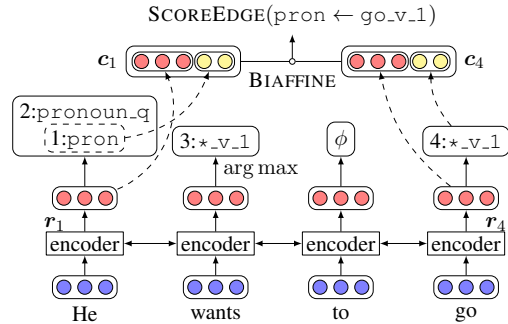 SCOREEDGE(pron ← go_v_1)
c₁ c₄
BIAFFINE
2:pronoun_q
1:pron 3:*_v_1 ϕ 4:*_v_1
arg max
r₁ r₄
encoder encoder encoder encoder
He wants to go